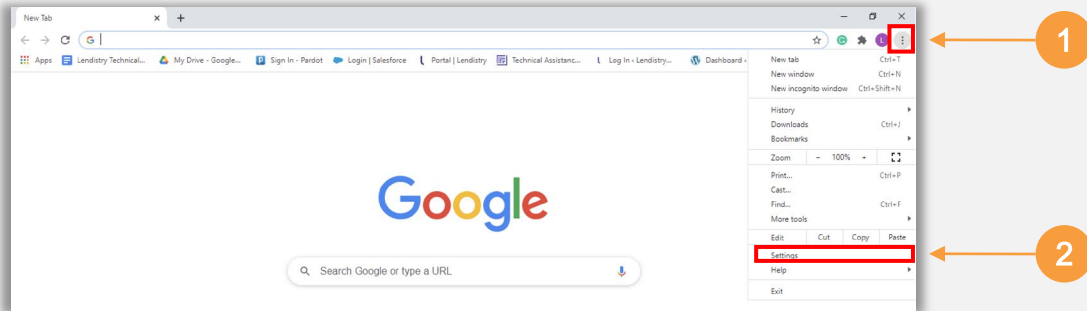 New Tab
Apps Lendistry Technical... My Drive - Google... Sign In - Pardot Login | Salesforce Portal | Lendistry Technical Assistanc... Log In ‹ Lendistry... Dashboard ‹
1
New tab Ctrl+T
New window Ctrl+N
New incognito window Ctrl+Shift+N
History
Downloads Ctrl+J
Bookmarks
Zoom - 100% +
Print... Ctrl+P
Cast...
Find... Ctrl+F
More tools
Edit Cut Copy Paste
Settings
2
Help
Exit
Google
Search Google or type a URL